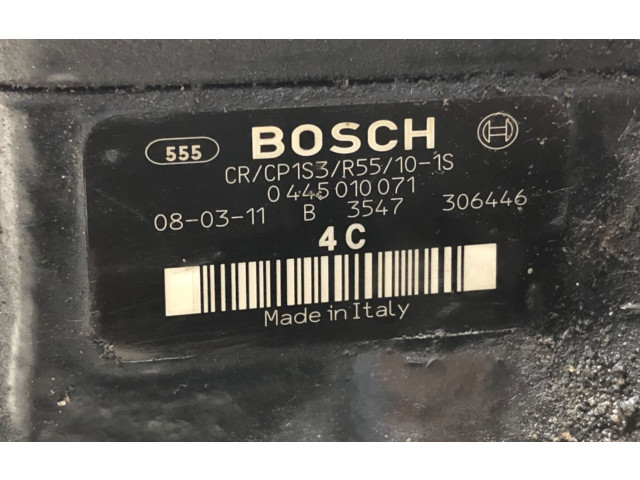 555 BOSCH
CR/CP1S3/R55/10-1S
0 445 010 071
08-03-11 B 3547 306446
4C
Made in Italy